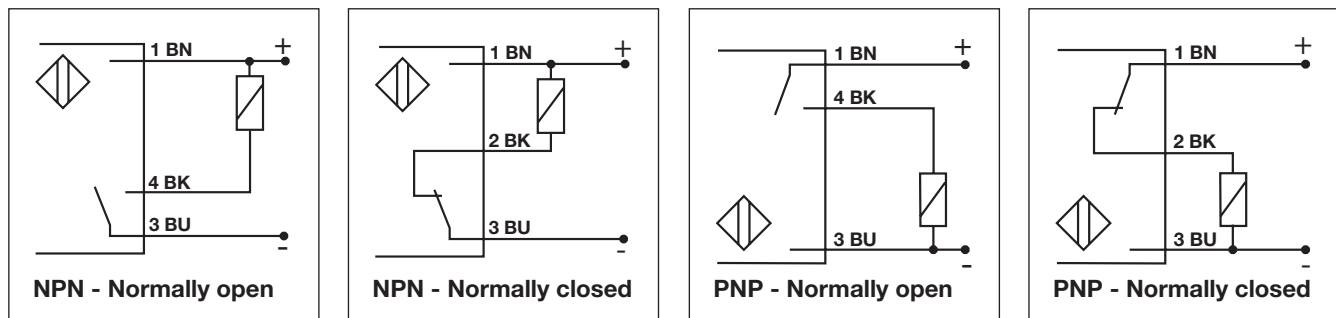 1 BN
+
4 BK
3 BU
-
NPN - Normally open
1 BN
+
2 BK
3 BU
-
NPN - Normally closed
1 BN
+
4 BK
3 BU
-
PNP - Normally open
1 BN
+
2 BK
3 BU
-
PNP - Normally closed